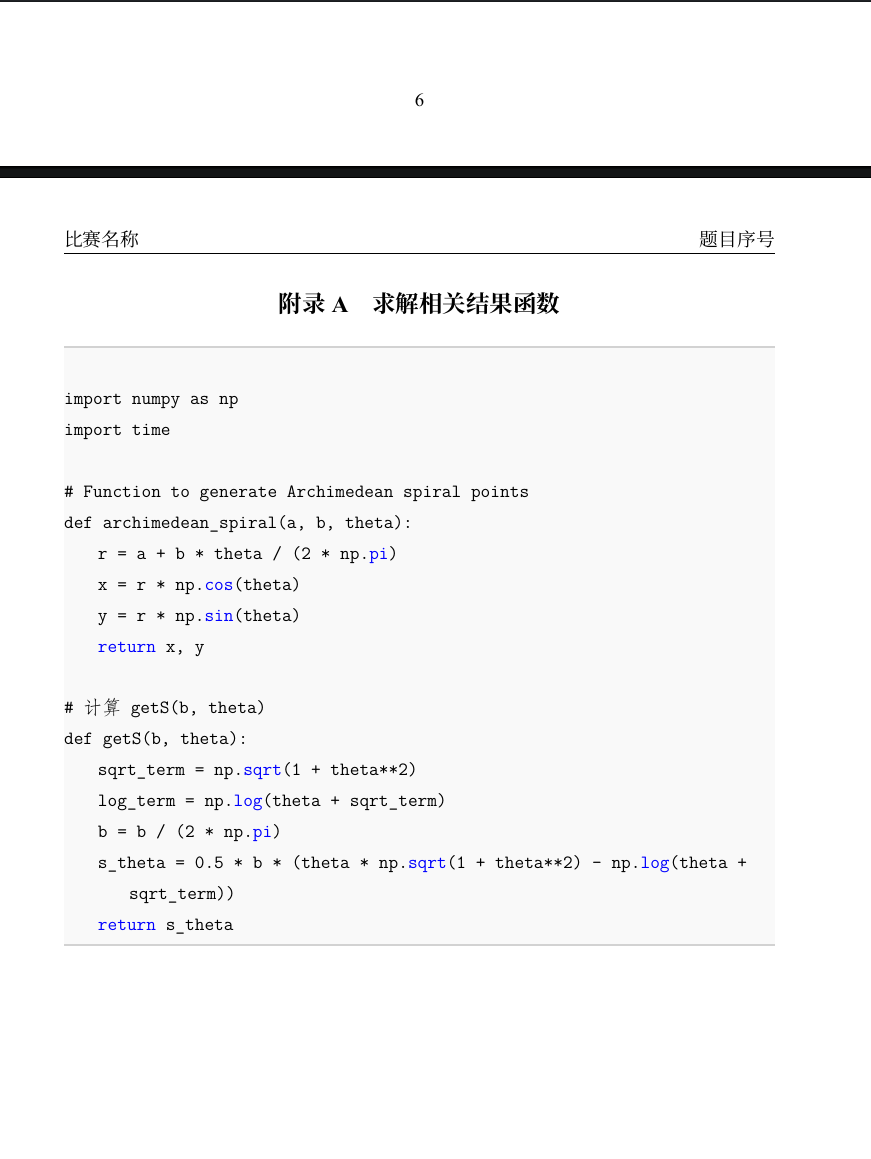 6
比赛名称 题目序号
附录 A 求解相关结果函数
import numpy as np
import time
# Function to generate Archimedean spiral points
def archimedean_spiral(a, b, theta):
r = a + b * theta / (2 * np.pi)
x = r * np.cos(theta)
y = r * np.sin(theta)
return x, y
# 计算 getS(b, theta)
def getS(b, theta):
sqrt_term = np.sqrt(1 + theta**2)
log_term = np.log(theta + sqrt_term)
b = b / (2 * np.pi)
s_theta = 0.5 * b * (theta * np.sqrt(1 + theta**2) - np.log(theta +
sqrt_term))
return s_theta